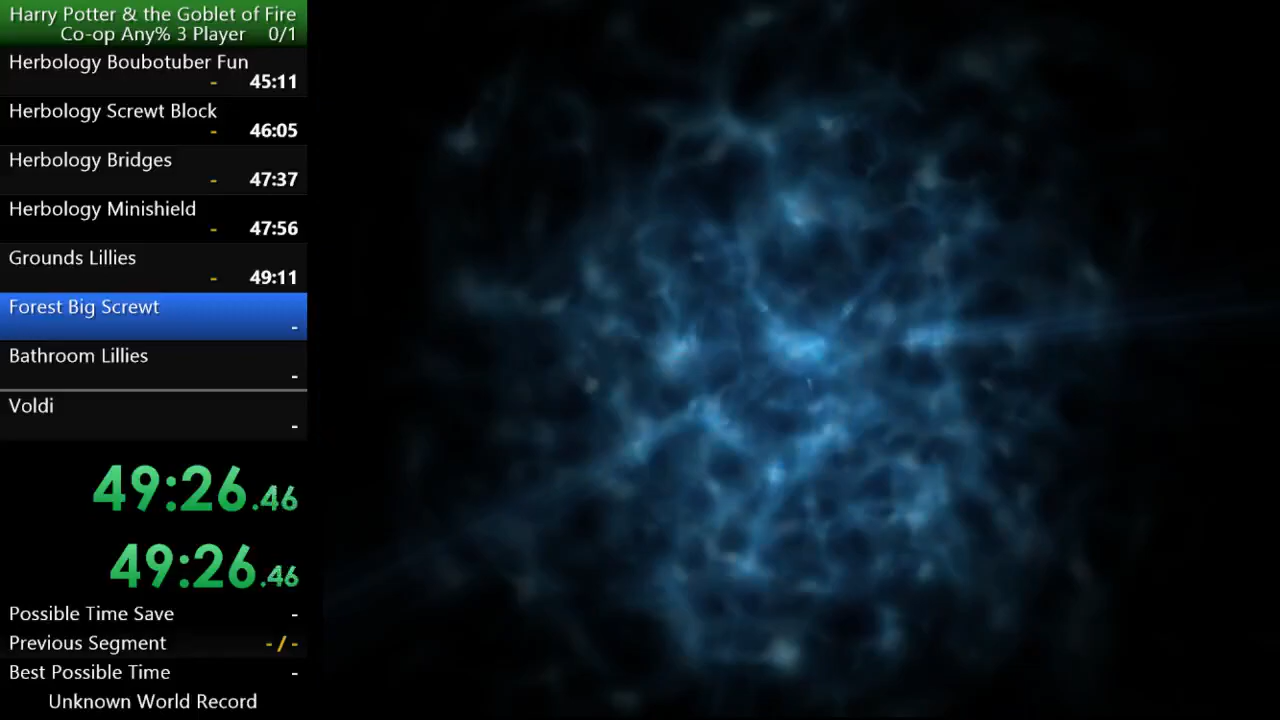 Harry Potter & the Goblet of Fire
Co-op Any% 3 Player 0/1
Herbology Boubotuber Fun
- 45:11
Herbology Screwt Block
- 46:05
Herbology Bridges
- 47:37
Herbology Minishield
- 47:56
Grounds Lillies
- 49:11
Forest Big Screwt
-
Bathroom Lillies
-
Voldi
-
49:26.46
49:26.46
Possible Time Save -
Previous Segment - / -
Best Possible Time -
Unknown World Record